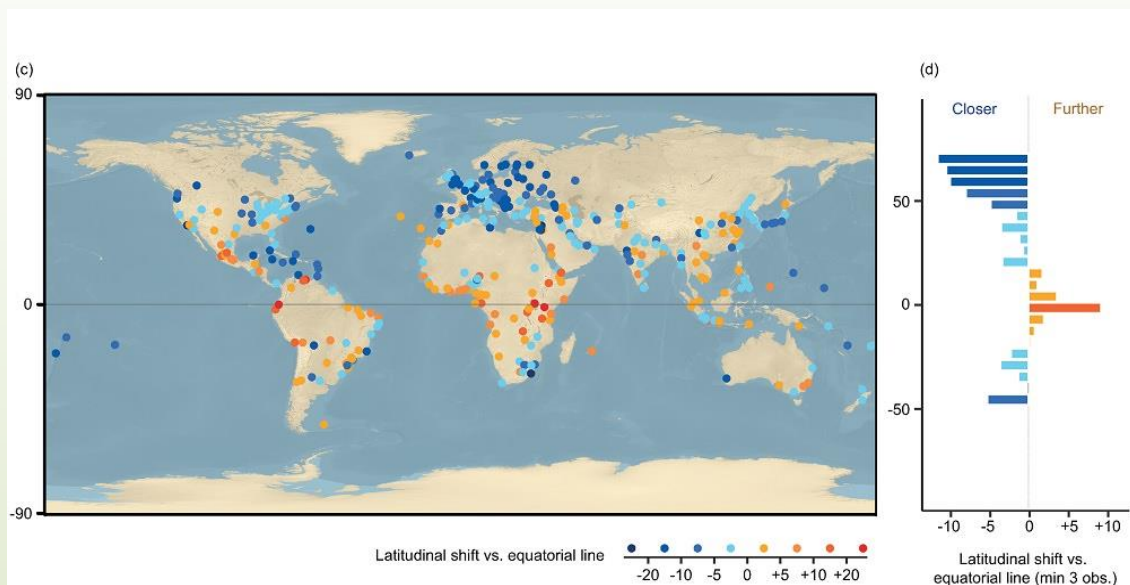 (c)
90
0
-90
Latitudinal shift vs. equatorial line
-20 -10 -5 0 +5 +10 +20
(d)
Closer Further
50
0
-50
-10 -5 0 +5 +10
Latitudinal shift vs.
equatorial line (min 3 obs.)